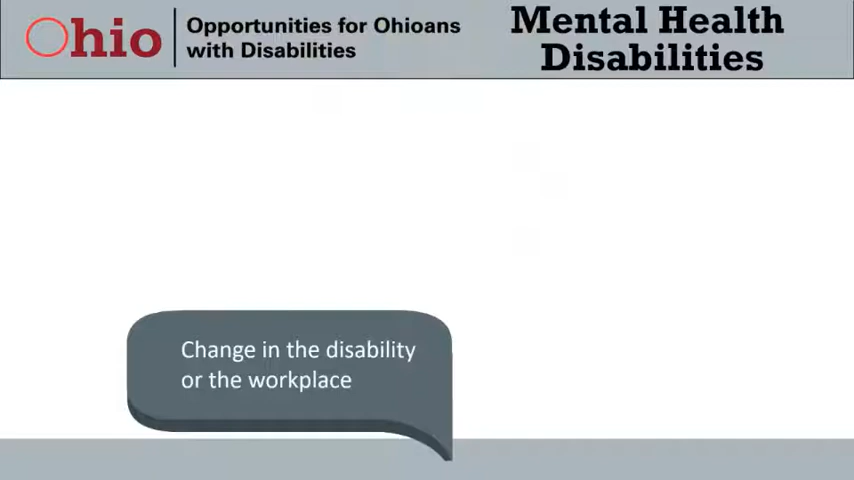 Ohio
Opportunities for Ohioans
with Disabilities
Mental Health
Disabilities
Change in the disability
or the workplace